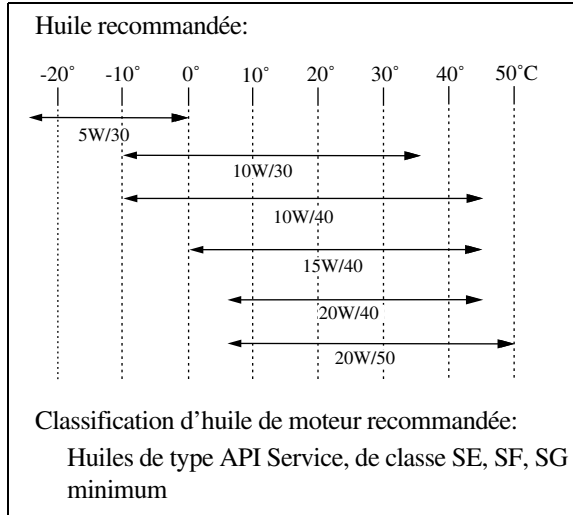 Huile recommandée:
-20˚ -10˚ 0˚ 10˚ 20˚ 30˚ 40˚ 50˚C
5W/30
10W/30
10W/40
15W/40
20W/40
20W/50
Classification d’huile de moteur recommandée:
Huiles de type API Service, de classe SE, SF, SG
minimum